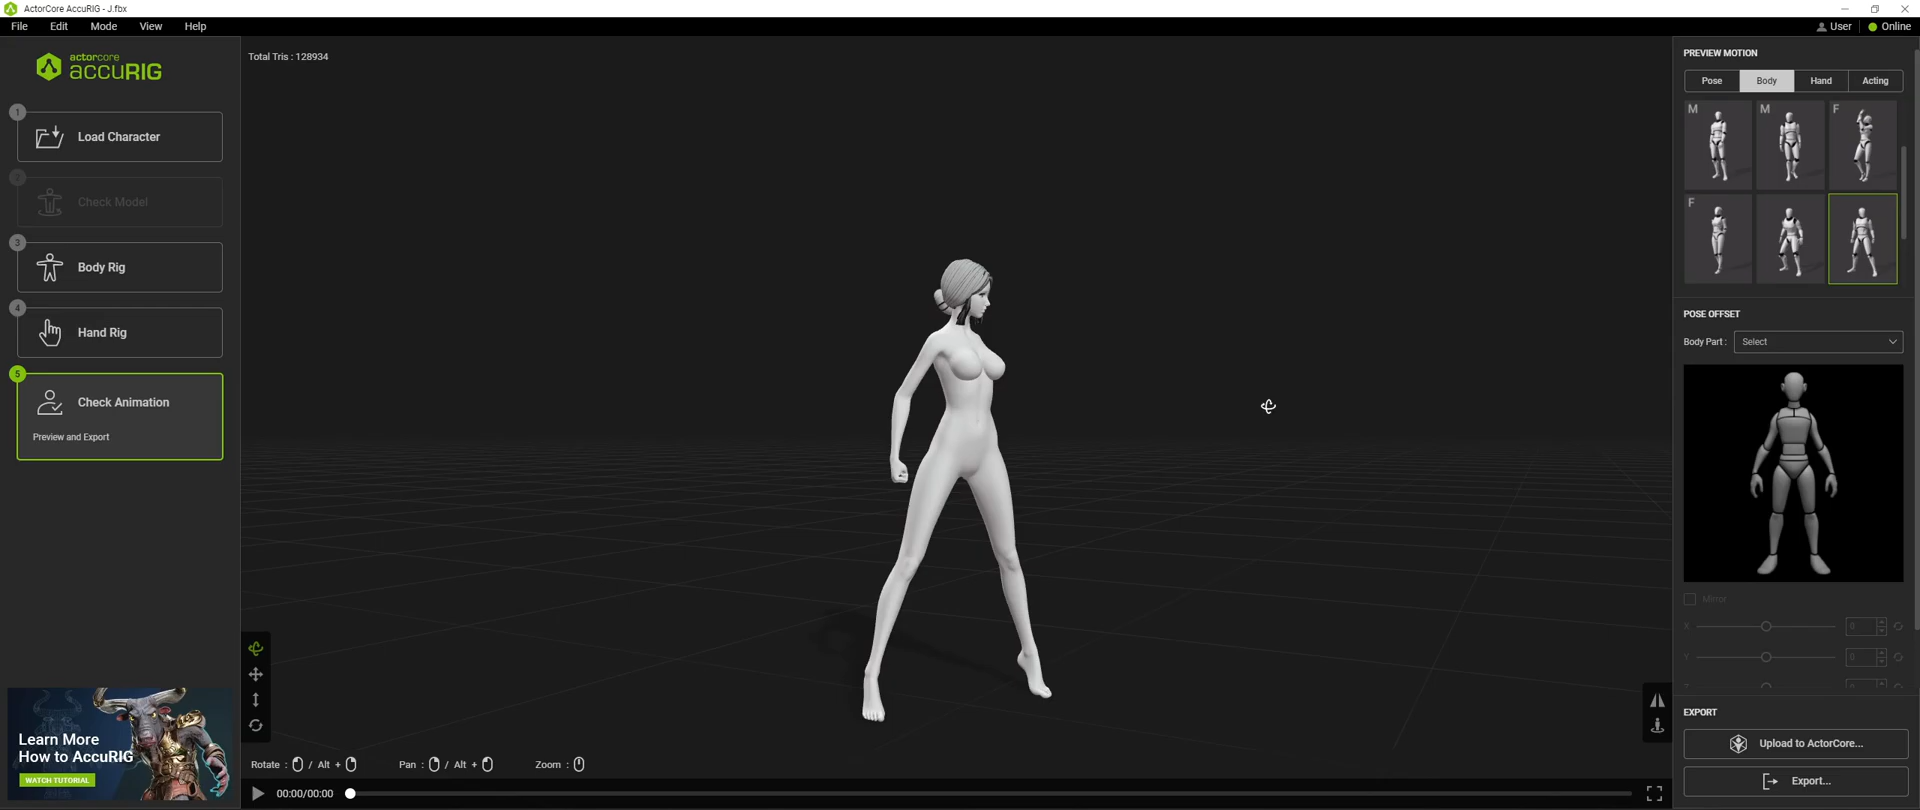 ActorCore AccuRIG - J.fbx
File Edit Mode View Help
User Online
actorcore
accuRIG
1
Load Character
2
Check Model
3
Body Rig
4
Hand Rig
5
Check Animation
Preview and Export
Learn More
How to AccuRIG
WATCH TUTORIAL
Total Tris : 128934
Rotate : / Alt + Pan : / Alt + Zoom :
00:00/00:00
PREVIEW MOTION
Pose Body Hand Acting
M M F
F
POSE OFFSET
Body Part : Select
Mirror
X 0
Y 0
EXPORT
Upload to ActorCore...
Export...